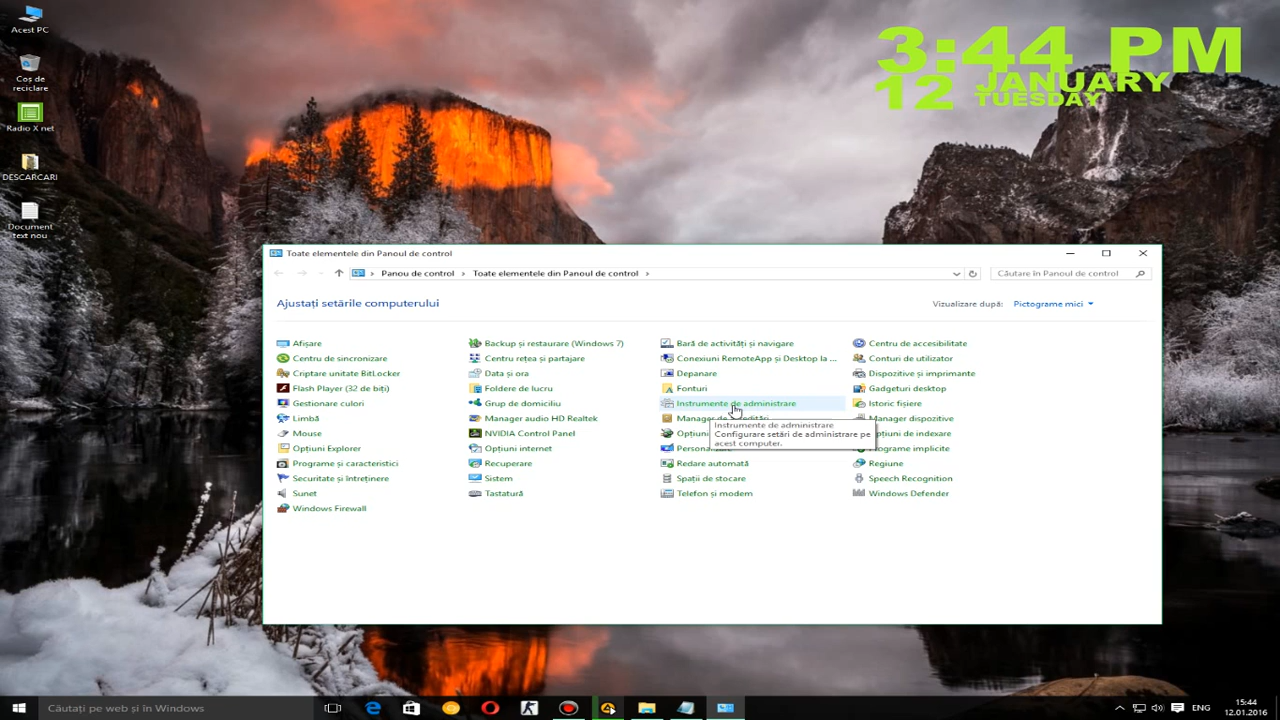 Acest PC
Coș de
reciclare
Radio X net
DESCARCARI
Document
text nou
3:44 PM
12 JANUARY
TUESDAY
Toate elementele din Panoul de control
Panou de control > Toate elementele din Panoul de control >
Căutare în Panoul de control
Ajustați setările computerului
Vizualizare după: Pictograme mici
Afișare
Backup și restaurare (Windows 7)
Bară de activități și navigare
Centru de accesibilitate
Centru de sincronizare
Centru rețea și partajare
Conexiuni RemoteApp și Desktop la ...
Conturi de utilizator
Criptare unitate BitLocker
Data și ora
Depanare
Dispozitive și imprimante
Flash Player (32 de biți)
Foldere de lucru
Fonturi
Gadgeturi desktop
Gestionare culori
Grup de domiciliu
Instrumente de administrare
Istoric fișiere
Limbă
Manager audio HD Realtek
Manager de
Manager dispozitive
Mouse
NVIDIA Control Panel
Opțiuni de indexare
Opțiuni Explorer
Opțiuni internet
Programe implicite
Programe și caracteristici
Recuperare
Redare automată
Regiune
Securitate și întreținere
Sistem
Spații de stocare
Speech Recognition
Sunet
Tastatură
Telefon și modem
Windows Defender
Windows Firewall
Instrumente de administrare
Configurare setări de administrare pe
acest computer.
Căutați pe web și în Windows
ENG
15:44
12.01.2016